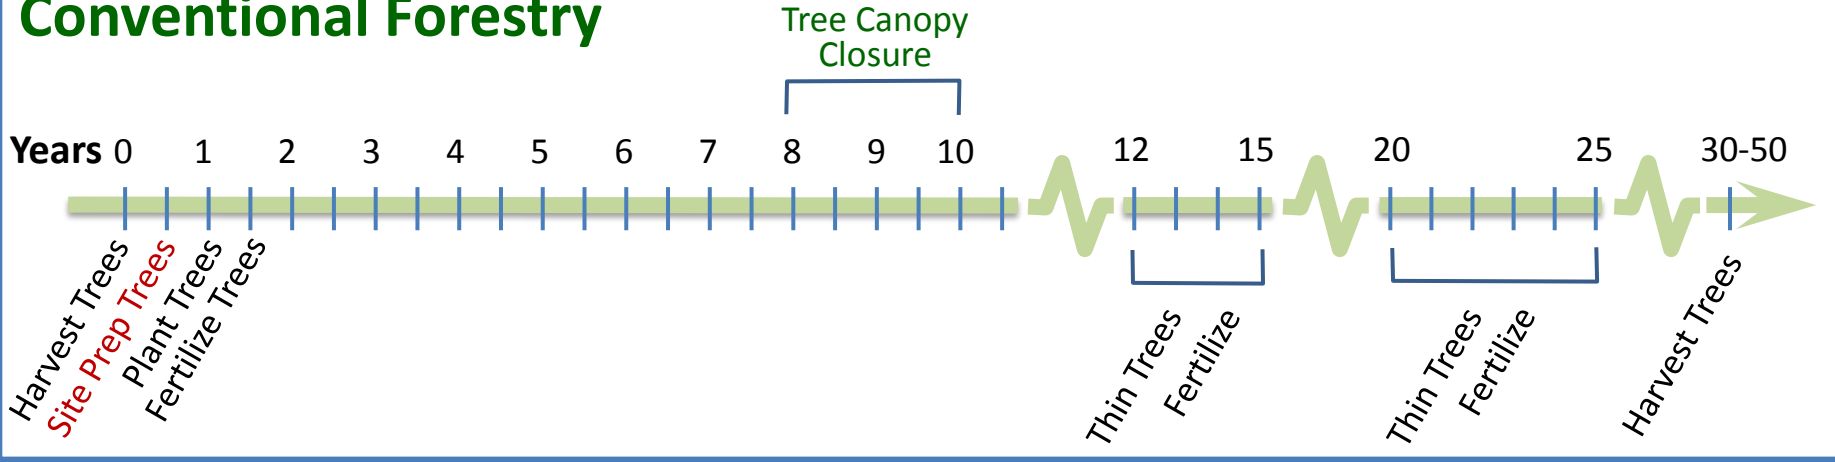 Conventional Forestry
Tree Canopy
Closure
Years 0 1 2 3 4 5 6 7 8 9 10 12 15 20 25 30-50
Harvest Trees
Site Prep Trees
Plant Trees
Fertilize Trees
Thin Trees
Fertilize
Thin Trees
Fertilize
Harvest Trees